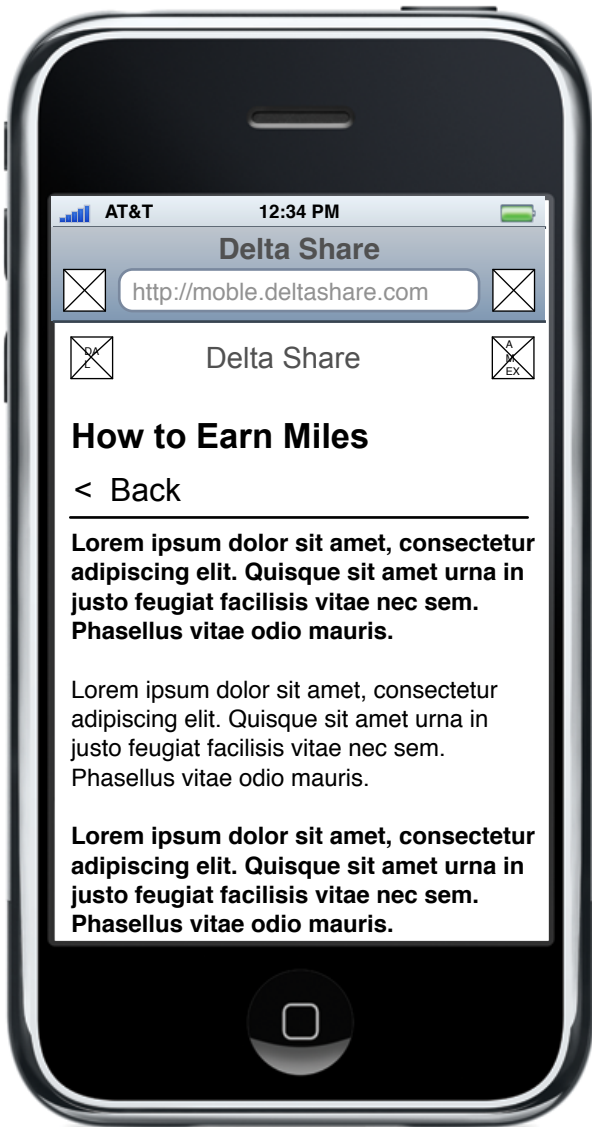 AT&T 12:34 PM
Delta Share
http://moble.deltashare.com
DA
L
Delta Share
A
M
EX
How to Earn Miles
< Back
Lorem ipsum dolor sit amet, consectetur
adipiscing elit. Quisque sit amet urna in
justo feugiat facilisis vitae nec sem.
Phasellus vitae odio mauris.
Lorem ipsum dolor sit amet, consectetur
adipiscing elit. Quisque sit amet urna in
justo feugiat facilisis vitae nec sem.
Phasellus vitae odio mauris.
Lorem ipsum dolor sit amet, consectetur
adipiscing elit. Quisque sit amet urna in
justo feugiat facilisis vitae nec sem.
Phasellus vitae odio mauris.